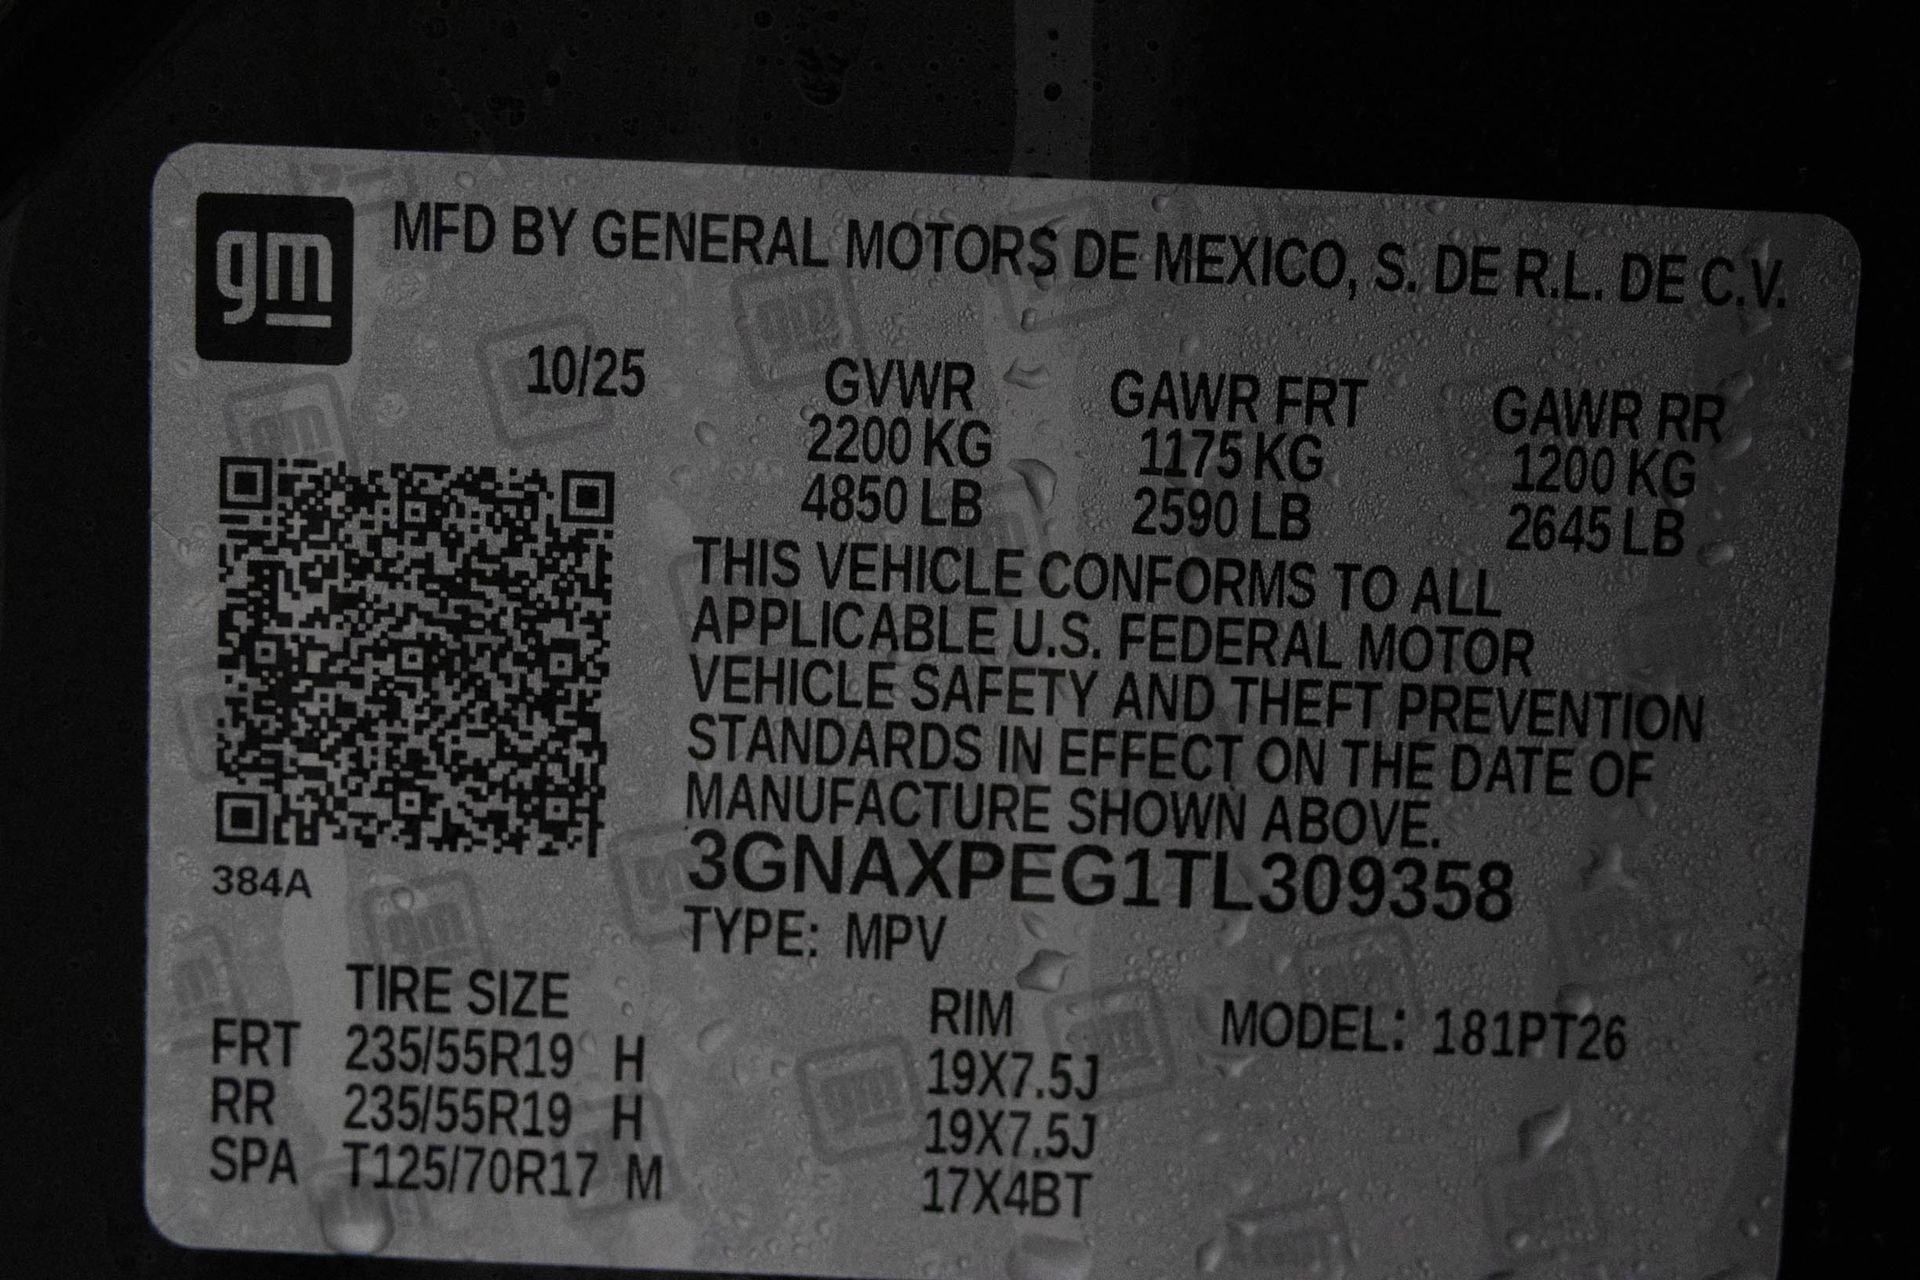 gm
MFD BY GENERAL MOTORS DE MEXICO, S. DE R.L. DE C.V.
10/25
GVWR GAWR FRT GAWR RR
2200 KG 1175 KG 1200 KG
4850 LB 2590 LB 2645 LB
THIS VEHICLE CONFORMS TO ALL
APPLICABLE U.S. FEDERAL MOTOR
VEHICLE SAFETY AND THEFT PREVENTION
STANDARDS IN EFFECT ON THE DATE OF
MANUFACTURE SHOWN ABOVE.
3GNAXPEG1TL309358
384A
TYPE: MPV
TIRE SIZE RIM MODEL: 181PT26
FRT 235/55R19 H 19X7.5J
RR 235/55R19 H 19X7.5J
SPA T125/70R17 M 17X4BT